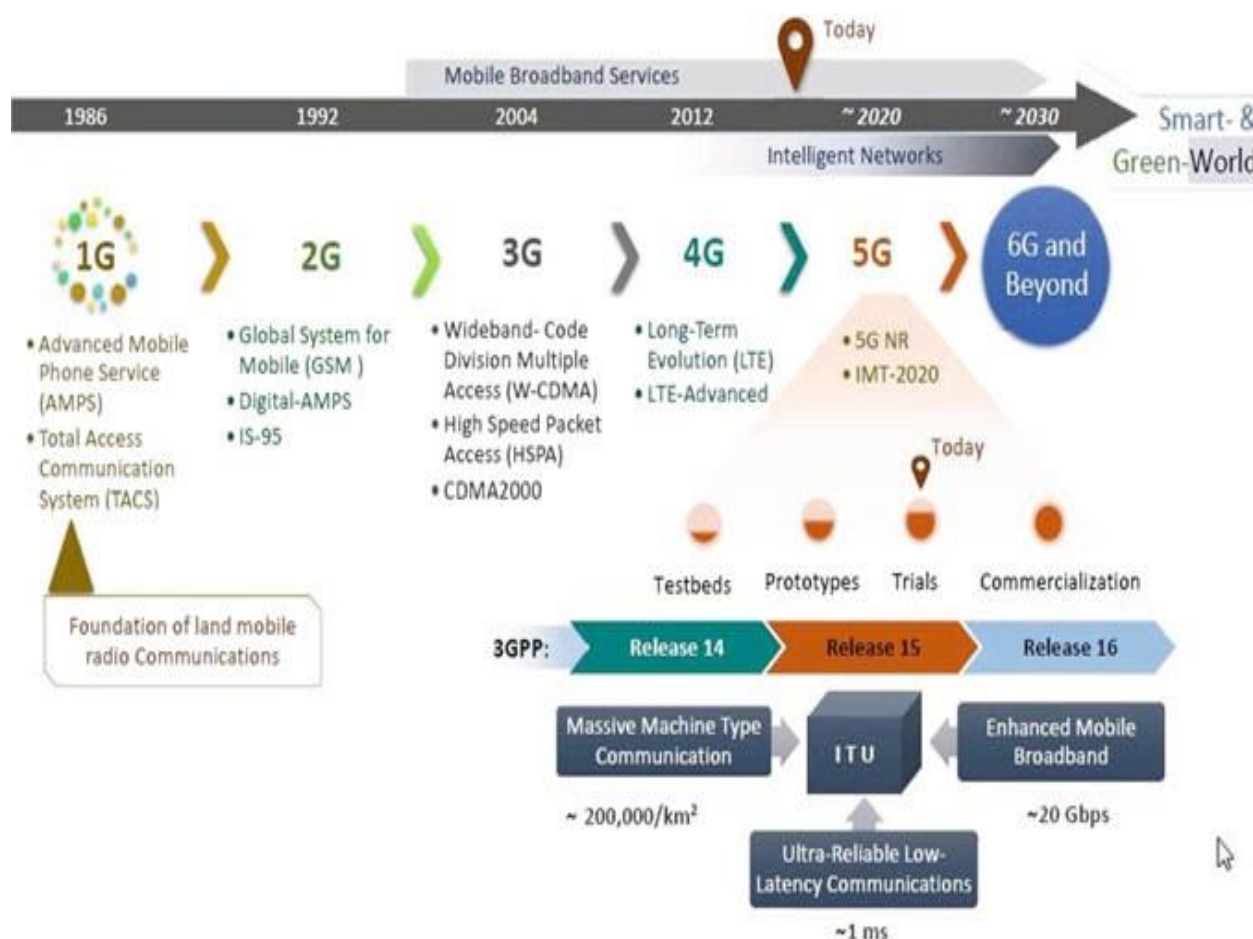 Today
Mobile Broadband Services
1986 1992 2004 2012 ~2020 ~2030
Smart- &
Green-World
Intelligent Networks
1G 2G 3G 4G 5G
6G and
Beyond
• Advanced Mobile
Phone Service
(AMPS)
• Total Access
Communication
System (TACS)
• Global System for
Mobile (GSM )
• Digital-AMPS
• IS-95
• Wideband- Code
Division Multiple
Access (W-CDMA)
• High Speed Packet
Access (HSPA)
• CDMA2000
• Long-Term
Evolution (LTE)
• LTE-Advanced
• 5G NR
• IMT-2020
Today
Testbeds Prototypes Trials Commercialization
Foundation of land mobile
radio Communications
3GPP: Release 14 Release 15 Release 16
Massive Machine Type
Communication
~ 200,000/km²
ITU
Enhanced Mobile
Broadband
~20 Gbps
Ultra-Reliable Low-
Latency Communications
~1 ms